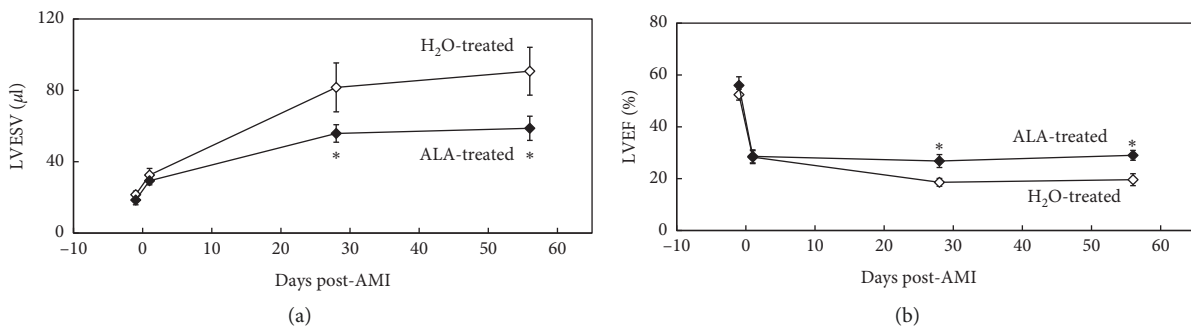 120
80
40
0
LVESV (µl)
H₂O-treated
ALA-treated
*
*
–10 0 10 20 30 40 50 60
Days post-AMI
(a)
80
60
40
20
0
LVEF (%)
ALA-treated
*
*
H₂O-treated
–10 0 10 20 30 40 50 60
Days post-AMI
(b)